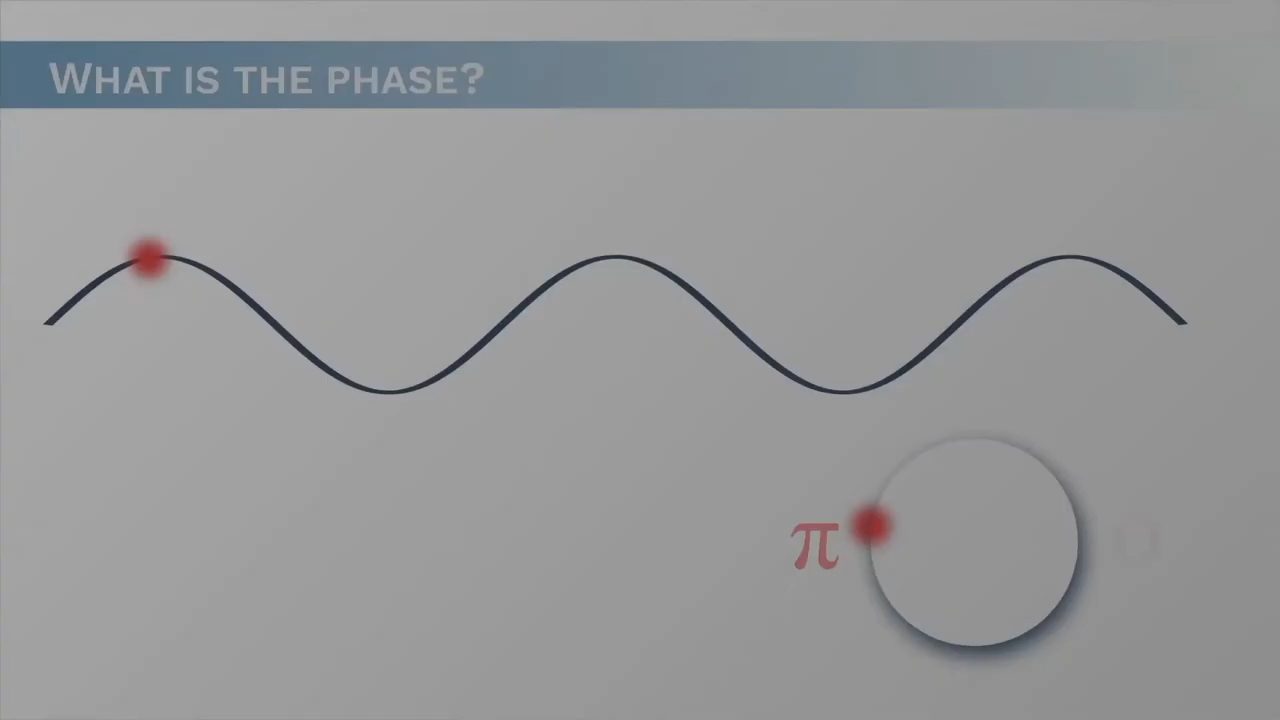 What is the phase?
π